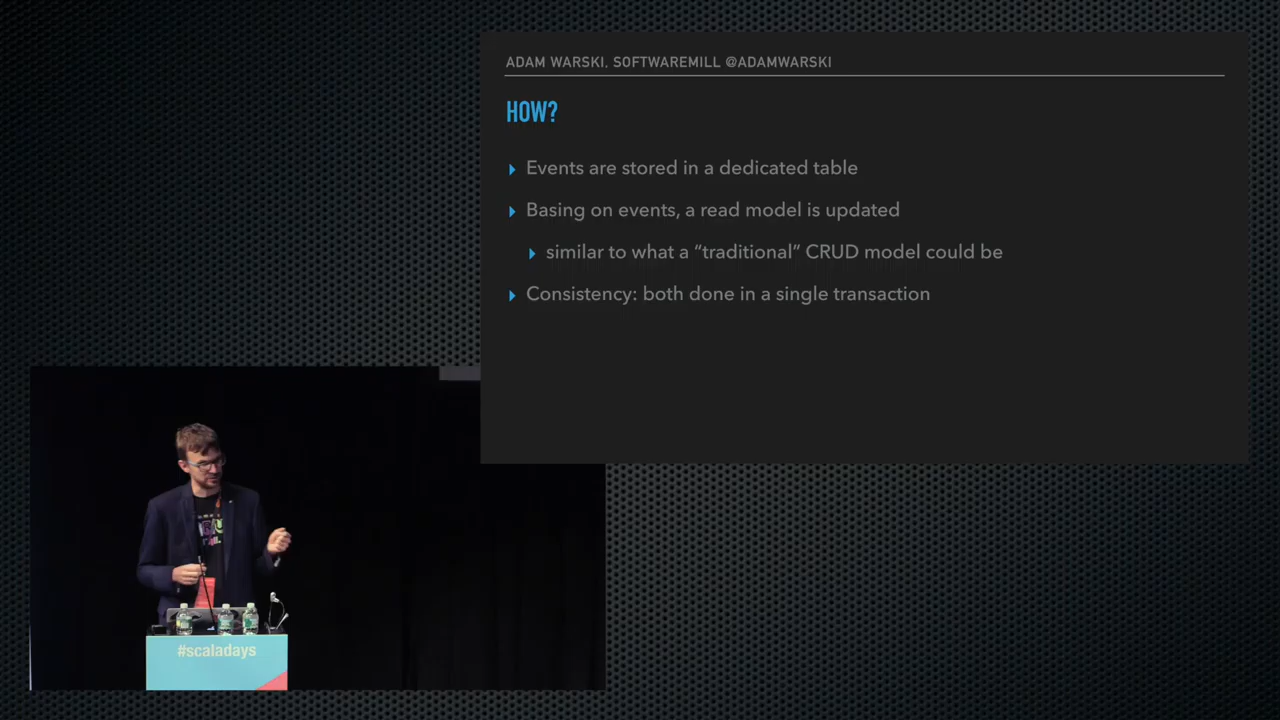 ADAM WARSKI, SOFTWAREMILL @ADAMWARSKI
HOW?
Events are stored in a dedicated table
Basing on events, a read model is updated
similar to what a “traditional” CRUD model could be
Consistency: both done in a single transaction
#scaladays